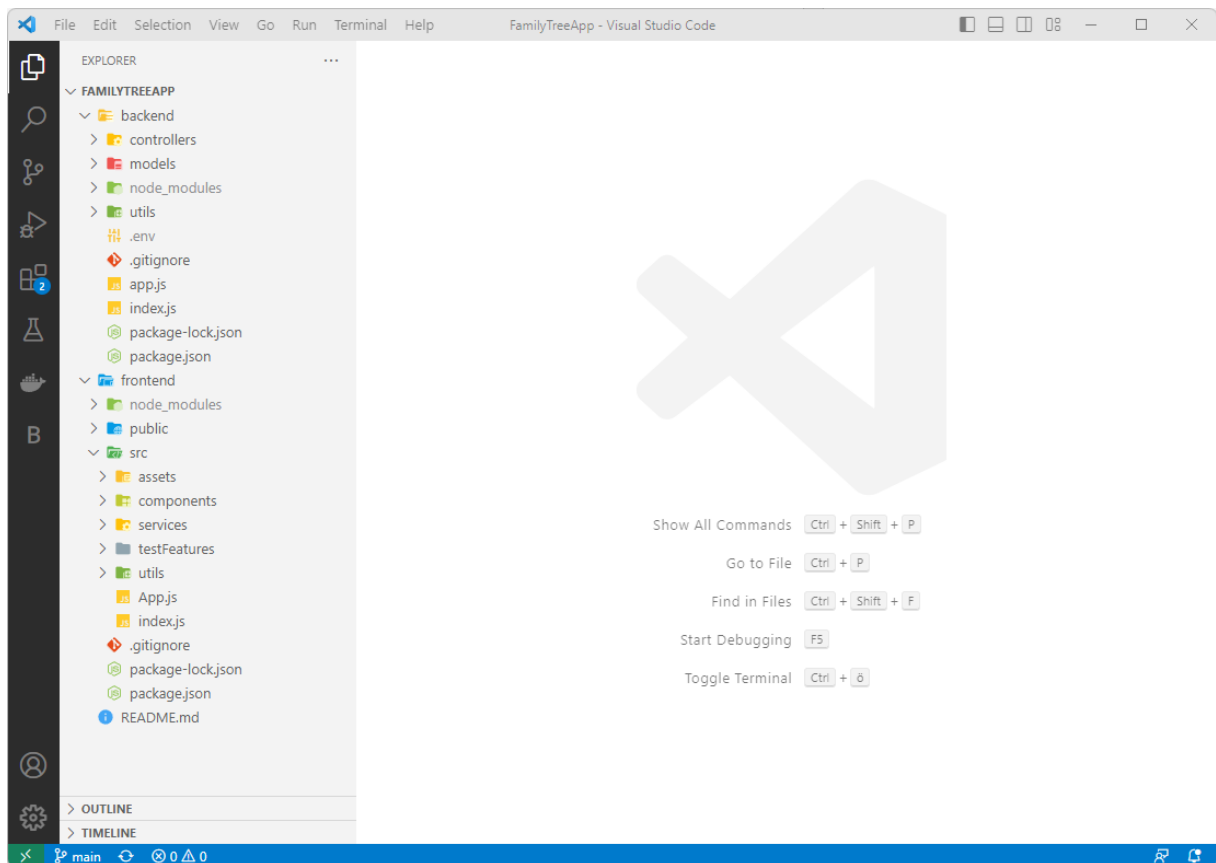 File Edit Selection View Go Run Terminal Help FamilyTreeApp - Visual Studio Code
EXPLORER ...
FAMILYTREEAPP
backend
controllers
models
node_modules
utils
.env
.gitignore
JS app.js
JS index.js
package-lock.json
package.json
frontend
node_modules
public
src
assets
components
services
testFeatures
utils
JS App.js
JS index.js
.gitignore
package-lock.json
package.json
README.md
OUTLINE
TIMELINE
2
B
Show All Commands Ctrl + Shift + P
Go to File Ctrl + P
Find in Files Ctrl + Shift + F
Start Debugging F5
Toggle Terminal Ctrl + ö
main 0 0